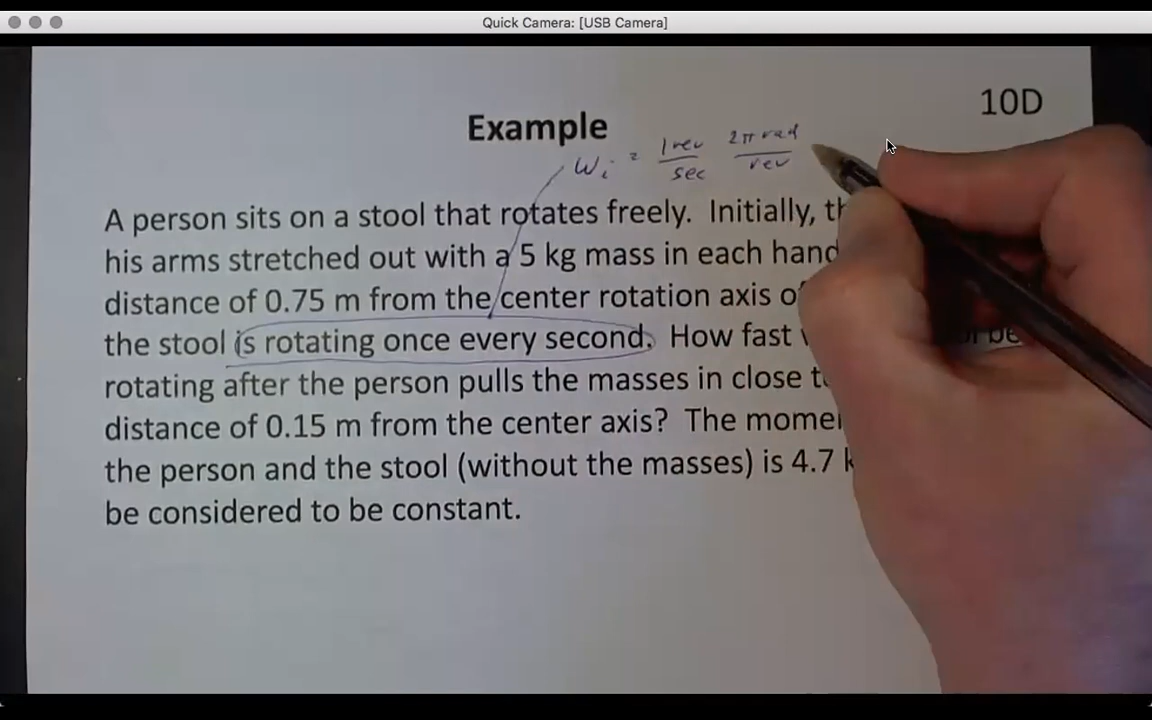 Quick Camera: [USB Camera]
10D
Example
ωi = 1 rev / sec 2π rad / rev
A person sits on a stool that rotates freely. Initially,
his arms stretched out with a 5 kg mass in each hand
distance of 0.75 m from the center rotation axis
the stool is rotating once every second. How fast
rotating after the person pulls the masses in close
distance of 0.15 m from the center axis? The
the person and the stool (without the masses) is 4.7
be considered to be constant.